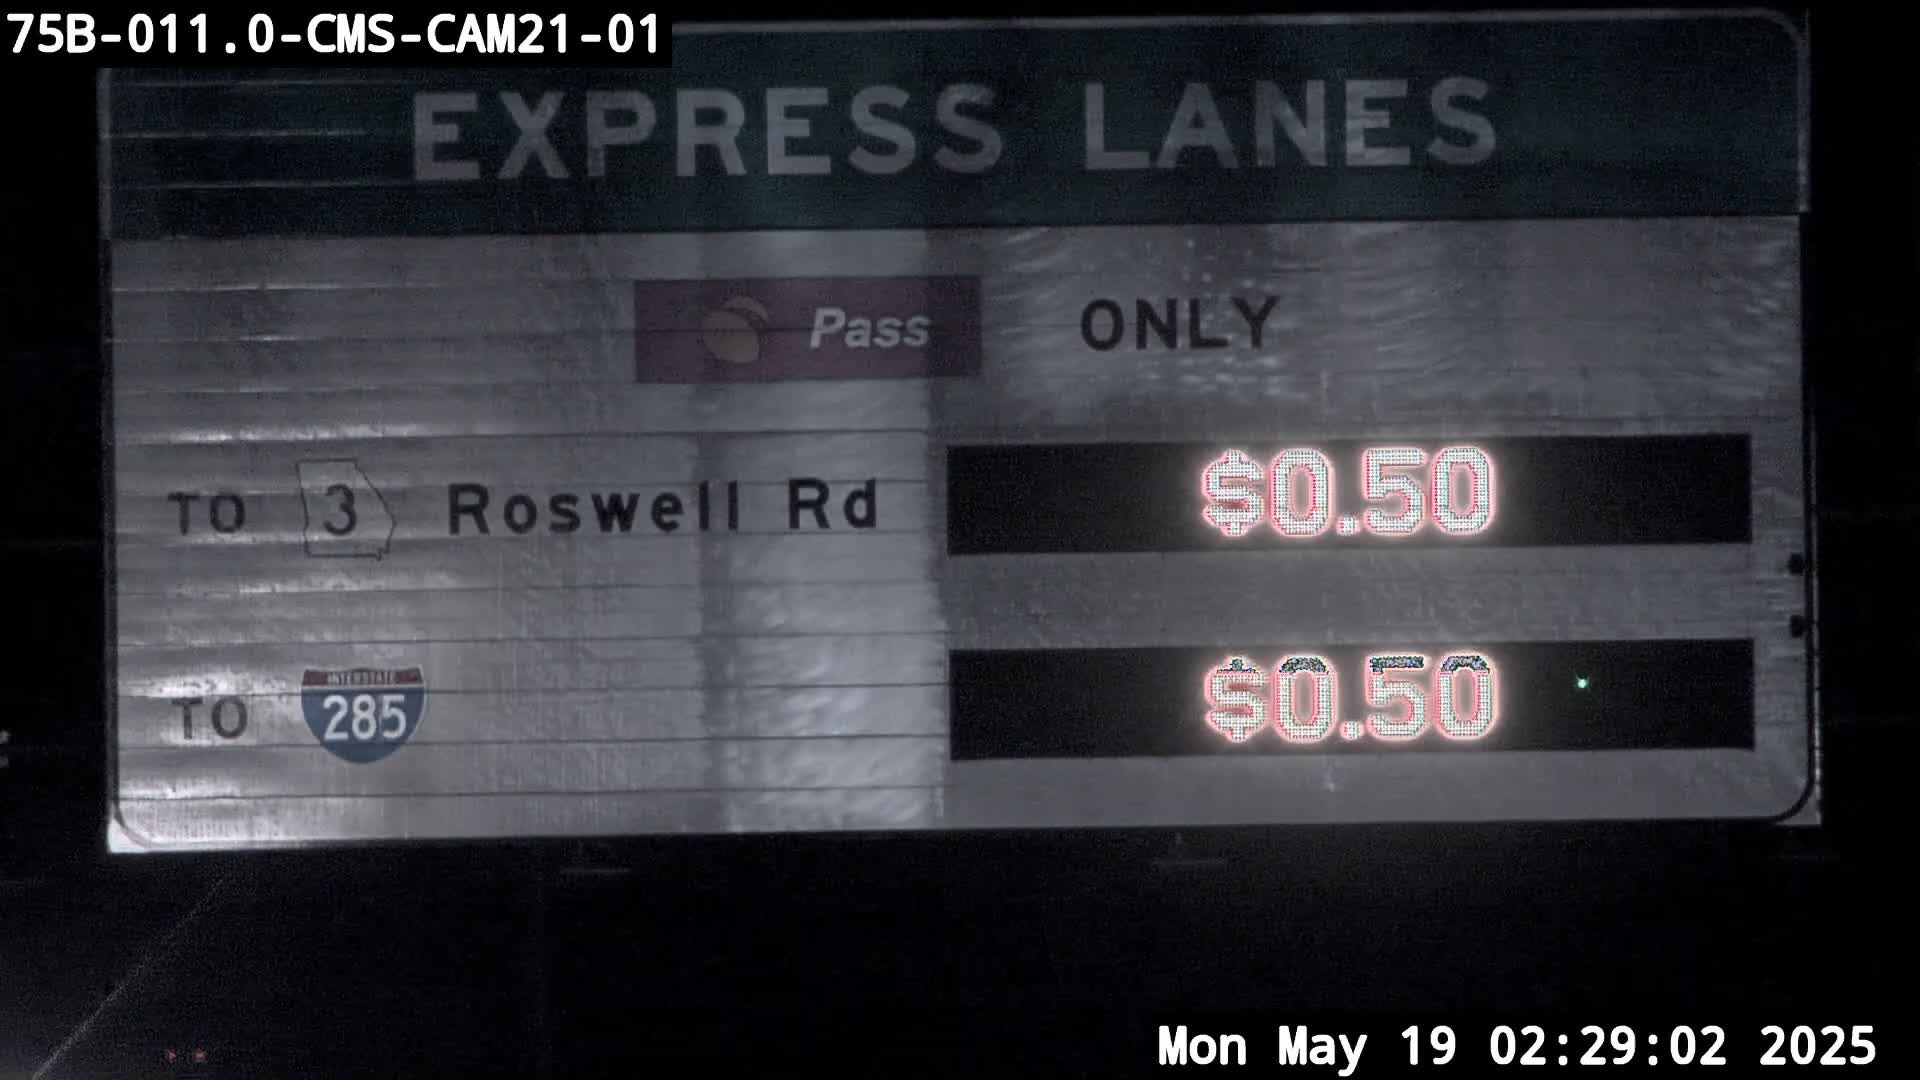 75B-011.0-CMS-CAM21-01
EXPRESS LANES
Pass ONLY
TO 3 Roswell Rd $0.50
TO INTERSTATE 285 $0.50
Mon May 19 02:29:02 2025